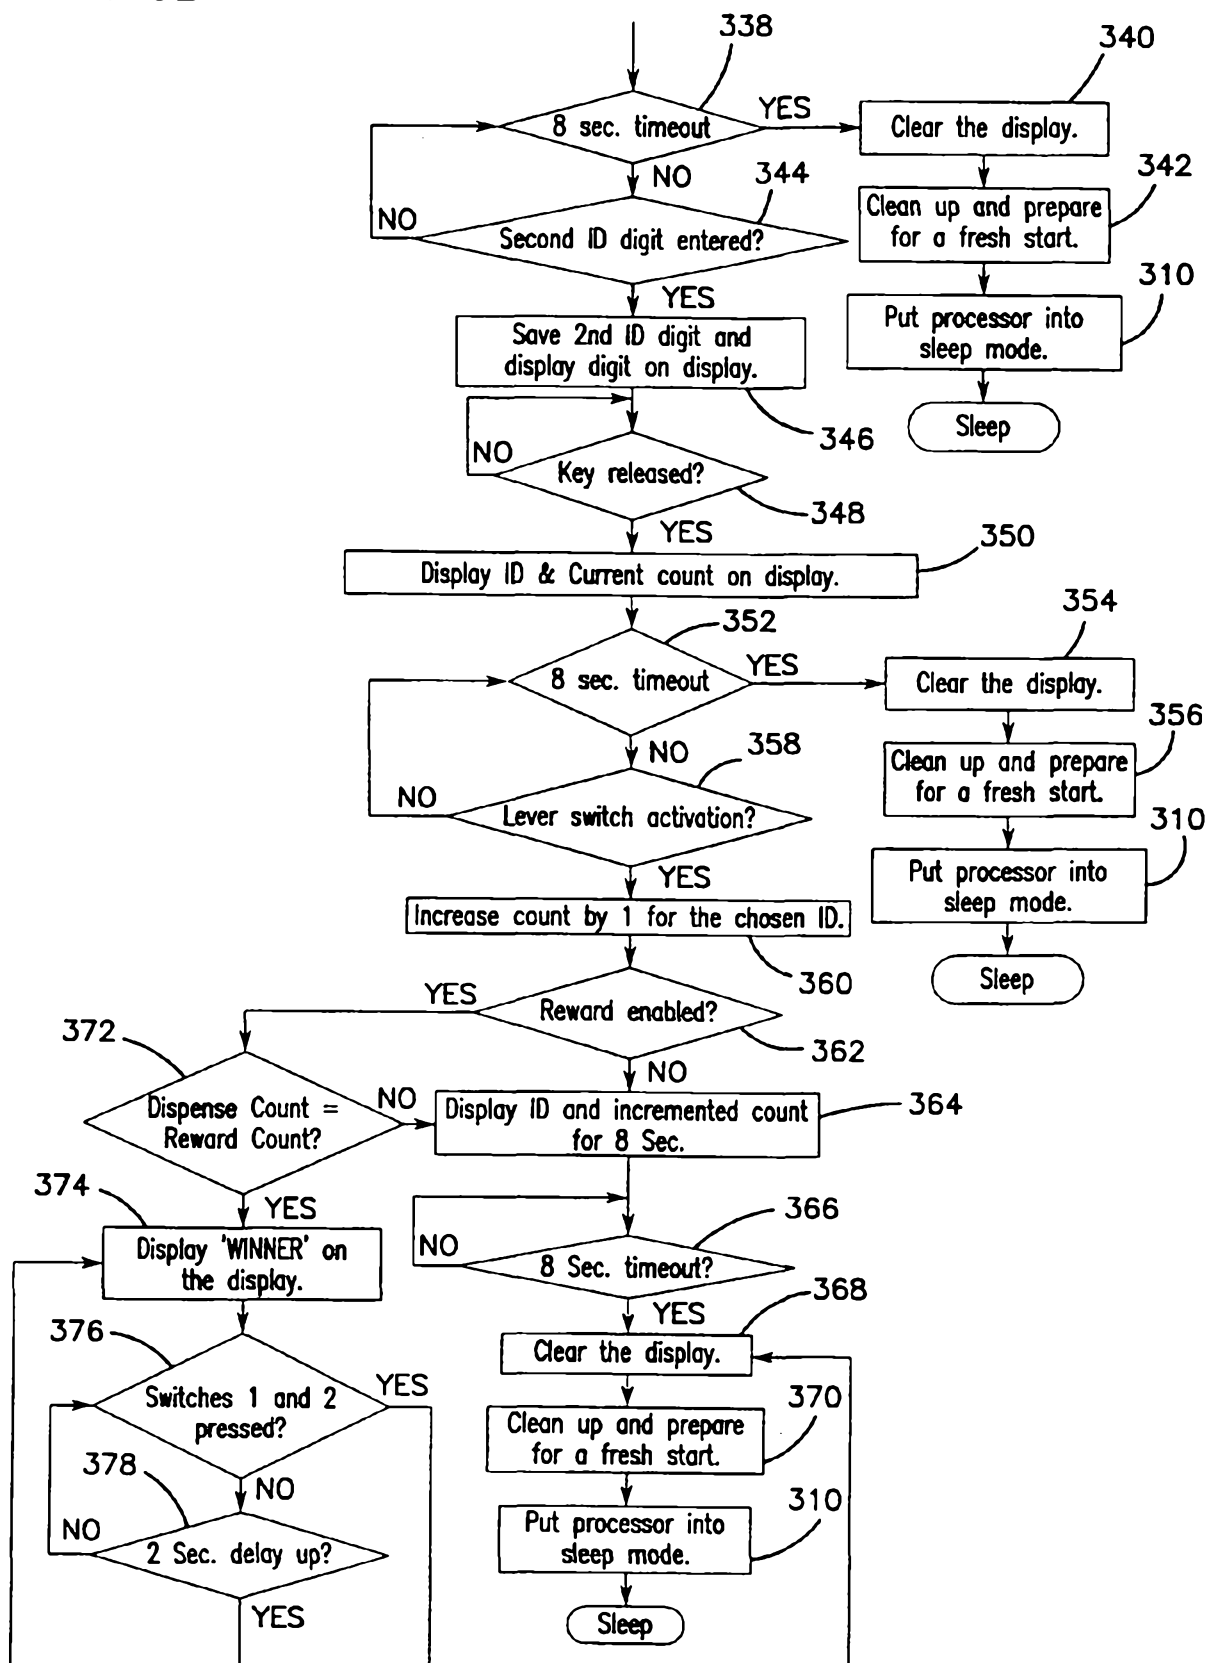 338
340
8 sec. timeout
YES
Clear the display.
NO
344
342
Clean up and prepare
for a fresh start.
NO
Second ID digit entered?
310
YES
Put processor into
sleep mode.
Save 2nd ID digit and
display digit on display.
346
Sleep
NO
Key released?
348
YES
350
Display ID & Current count on display.
352
354
8 sec. timeout
YES
Clear the display.
356
NO
358
Clean up and prepare
for a fresh start.
NO
Lever switch activation?
310
YES
Put processor into
sleep mode.
Increase count by 1 for the chosen ID.
360
Sleep
YES
Reward enabled?
362
372
NO
Dispense Count =
Reward Count?
NO
Display ID and incremented count
for 8 Sec.
364
374
YES
366
Display 'WINNER' on
the display.
NO
8 Sec. timeout?
368
YES
376
Clear the display.
Switches 1 and 2
pressed?
YES
370
Clean up and prepare
for a fresh start.
378
NO
310
Put processor into
sleep mode.
NO
2 Sec. delay up?
YES
Sleep